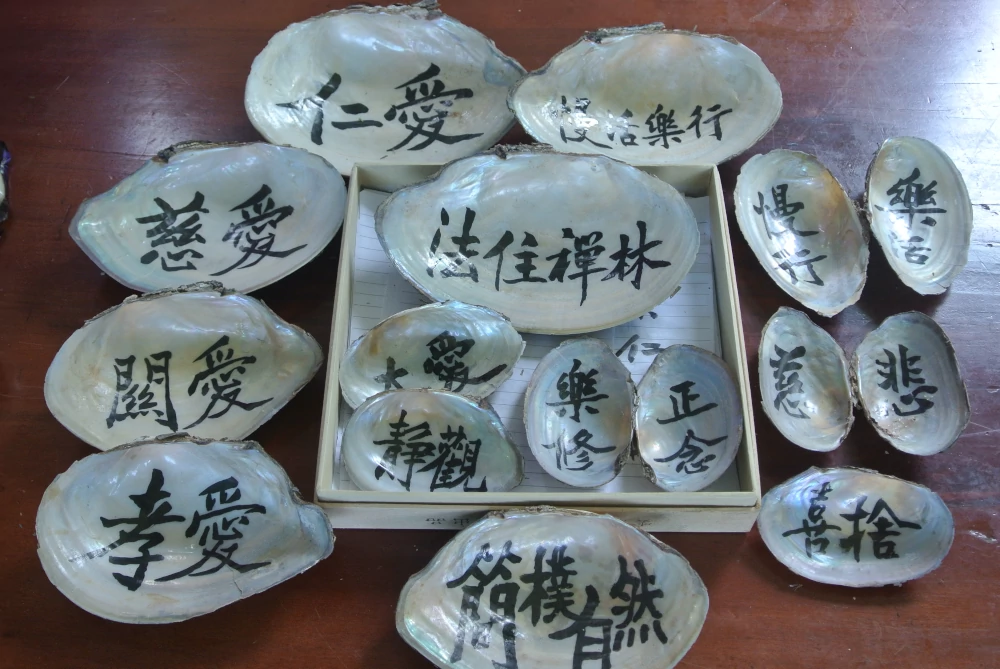 仁愛
慢活樂行
慈愛
法住禪林
慢行
樂活
關愛
大愛
仁
樂修
正念
慈
悲
靜觀
孝愛
喜捨
簡樸自然